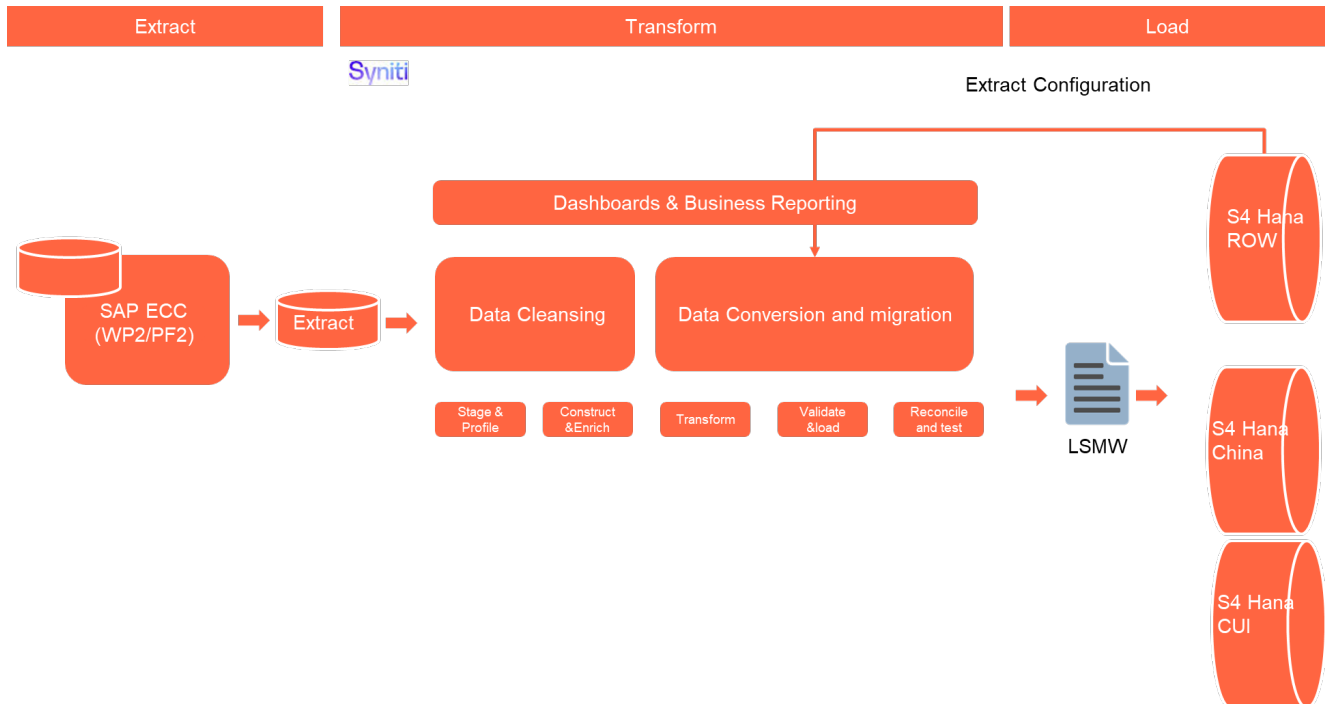 Extract
Transform
Load
Syniti
Extract Configuration
Dashboards & Business Reporting
S4 Hana
ROW
SAP ECC
(WP2/PF2)
Extract
Data Cleansing
Data Conversion and migration
Stage &
Profile
Construct
&Enrich
Transform
Validate
&load
Reconcile
and test
LSMW
S4 Hana
China
S4 Hana
CUI